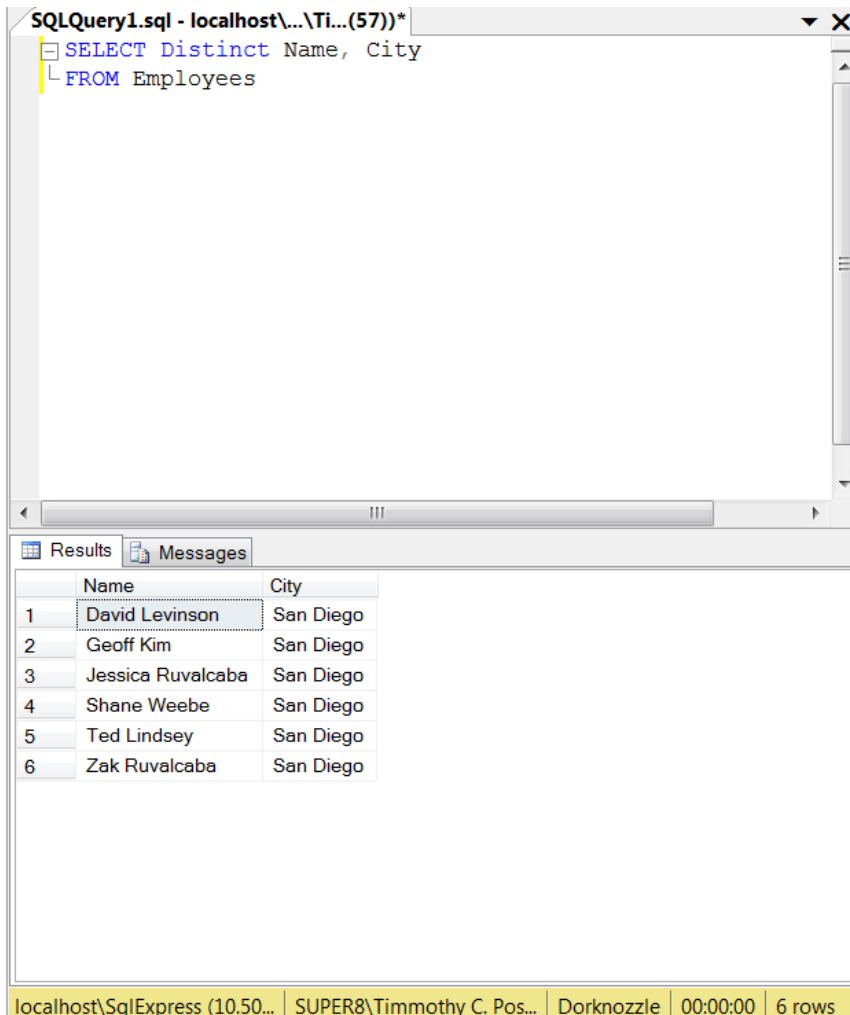 SQLQuery1.sql - localhost\...\Ti...(57))*
SELECT Distinct Name, City
FROM Employees
Results Messages
Name City
1 David Levinson San Diego
2 Geoff Kim San Diego
3 Jessica Ruvalcaba San Diego
4 Shane Weebe San Diego
5 Ted Lindsey San Diego
6 Zak Ruvalcaba San Diego
localhost\SqlExpress (10.50... SUPER8\Timmothy C. Pos... Dorknozzle 00:00:00 6 rows